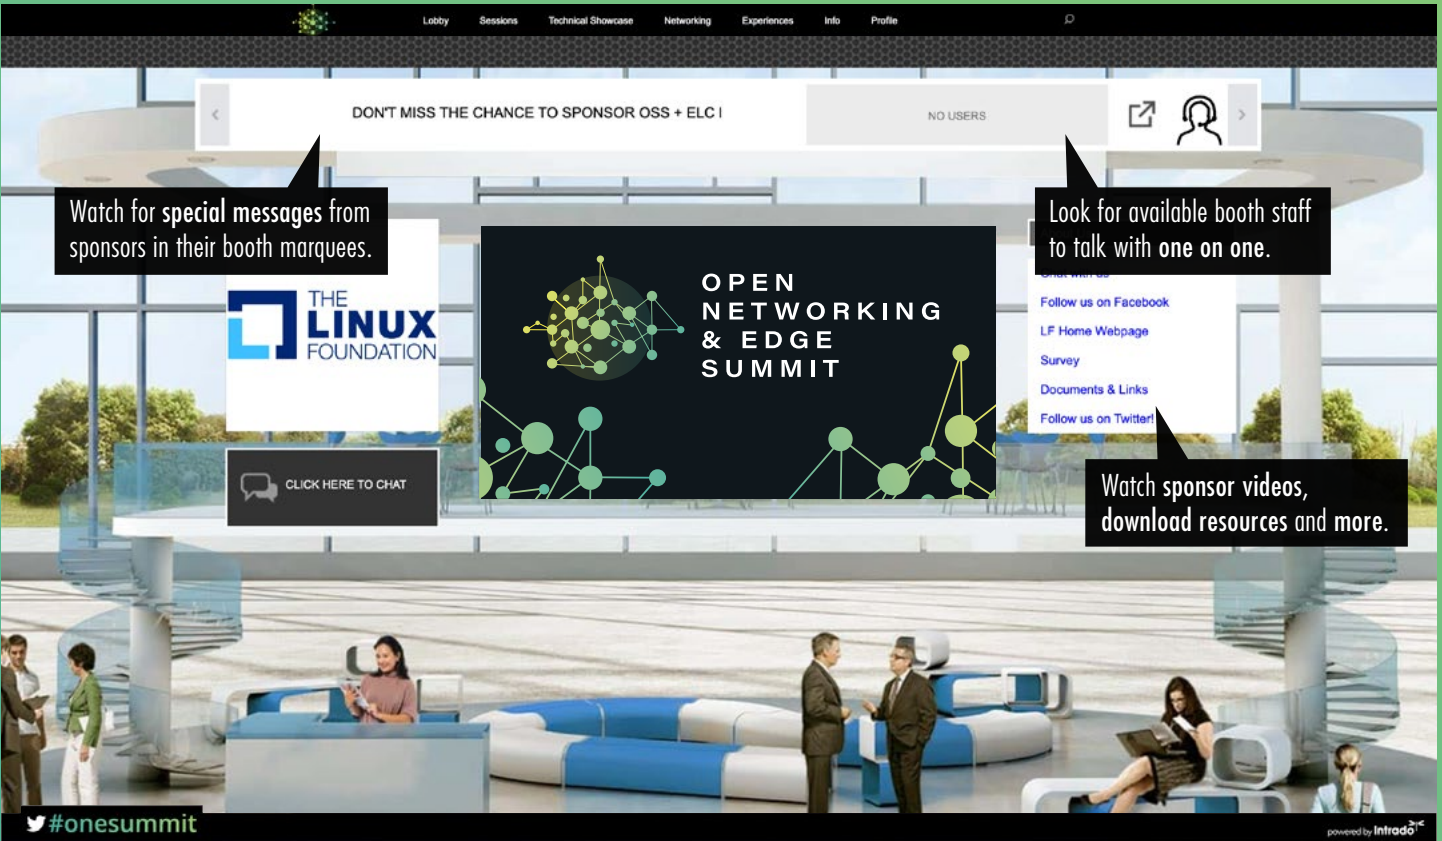 Lobby Sessions Technical Showcase Networking Experiences Info Profile
DON'T MISS THE CHANCE TO SPONSOR OSS + ELC
NO USERS
Watch for special messages from
sponsors in their booth marquees.
Look for available booth staff
to talk with one on one.
THE
LINUX
FOUNDATION
OPEN
NETWORKING
& EDGE
SUMMIT
Chat with us
Follow us on Facebook
LF Home Webpage
Survey
Documents & Links
Follow us on Twitter!
CLICK HERE TO CHAT
Watch sponsor videos,
download resources and more.
#onesummit
powered by Intrado